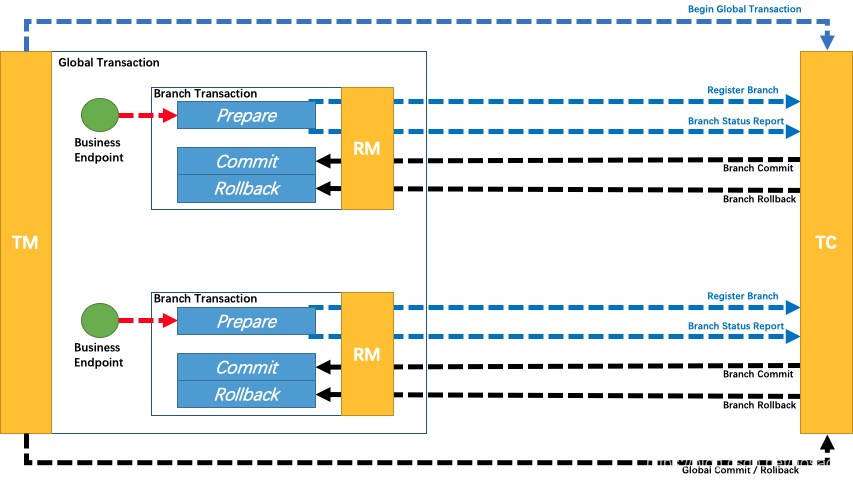 Begin Global Transaction
Global Transaction
Branch Transaction
Prepare
Commit
Rollback
RM
Business
Endpoint
Register Branch
Branch Status Report
Branch Commit
Branch Rollback
TM
TC
Branch Transaction
Prepare
Commit
Rollback
RM
Business
Endpoint
Register Branch
Branch Status Report
Branch Commit
Branch Rollback
Global Commit / Rollback